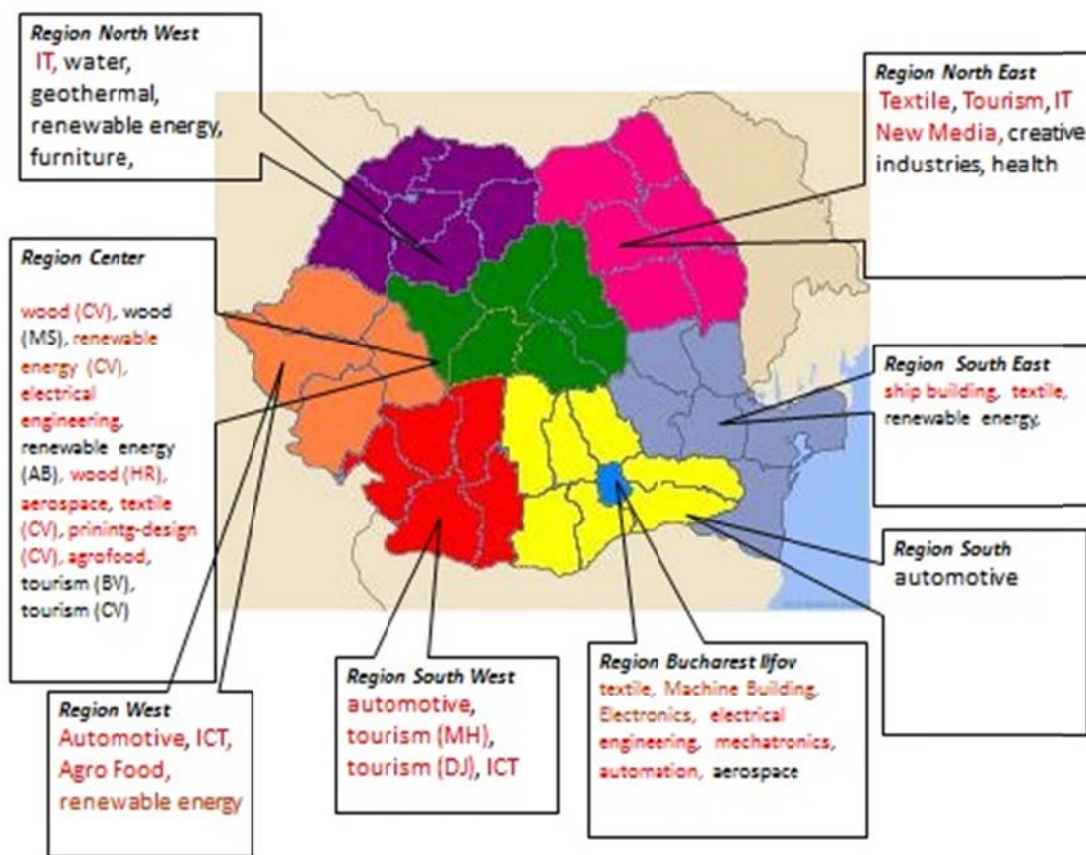 Region North West
IT, water,
geothermal,
renewable energy,
furniture,
Region North East
Textile, Tourism, IT
New Media, creative
industries, health
Region Center
wood (CV), wood
(MS), renewable
energy (CV),
electrical
engineering,
renewable energy
(AB), wood (HR),
aerospace, textile
(CV), prinintg-design
(CV), agrofood,
tourism (BV),
tourism (CV)
Region South East
ship building, textile,
renewable energy,
Region South
automotive
Region West
Automotive, ICT,
Agro Food,
renewable energy
Region South West
automotive,
tourism (MH),
tourism (DJ), ICT
Region Bucharest Ilfov
textile, Machine Building,
Electronics, electrical
engineering, mechatronics,
automation, aerospace